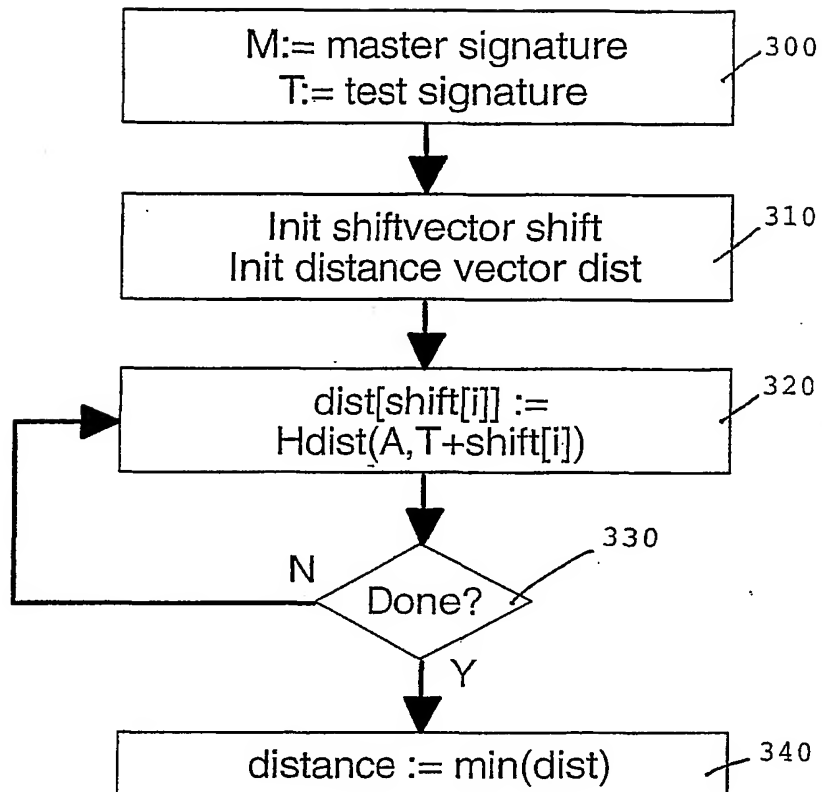 M:= master signature
T:= test signature
300
Init shiftvector shift
Init distance vector dist
310
dist[shift[i]] :=
Hdist(A,T+shift[i])
320
330
N
Done?
Y
distance := min(dist)
340